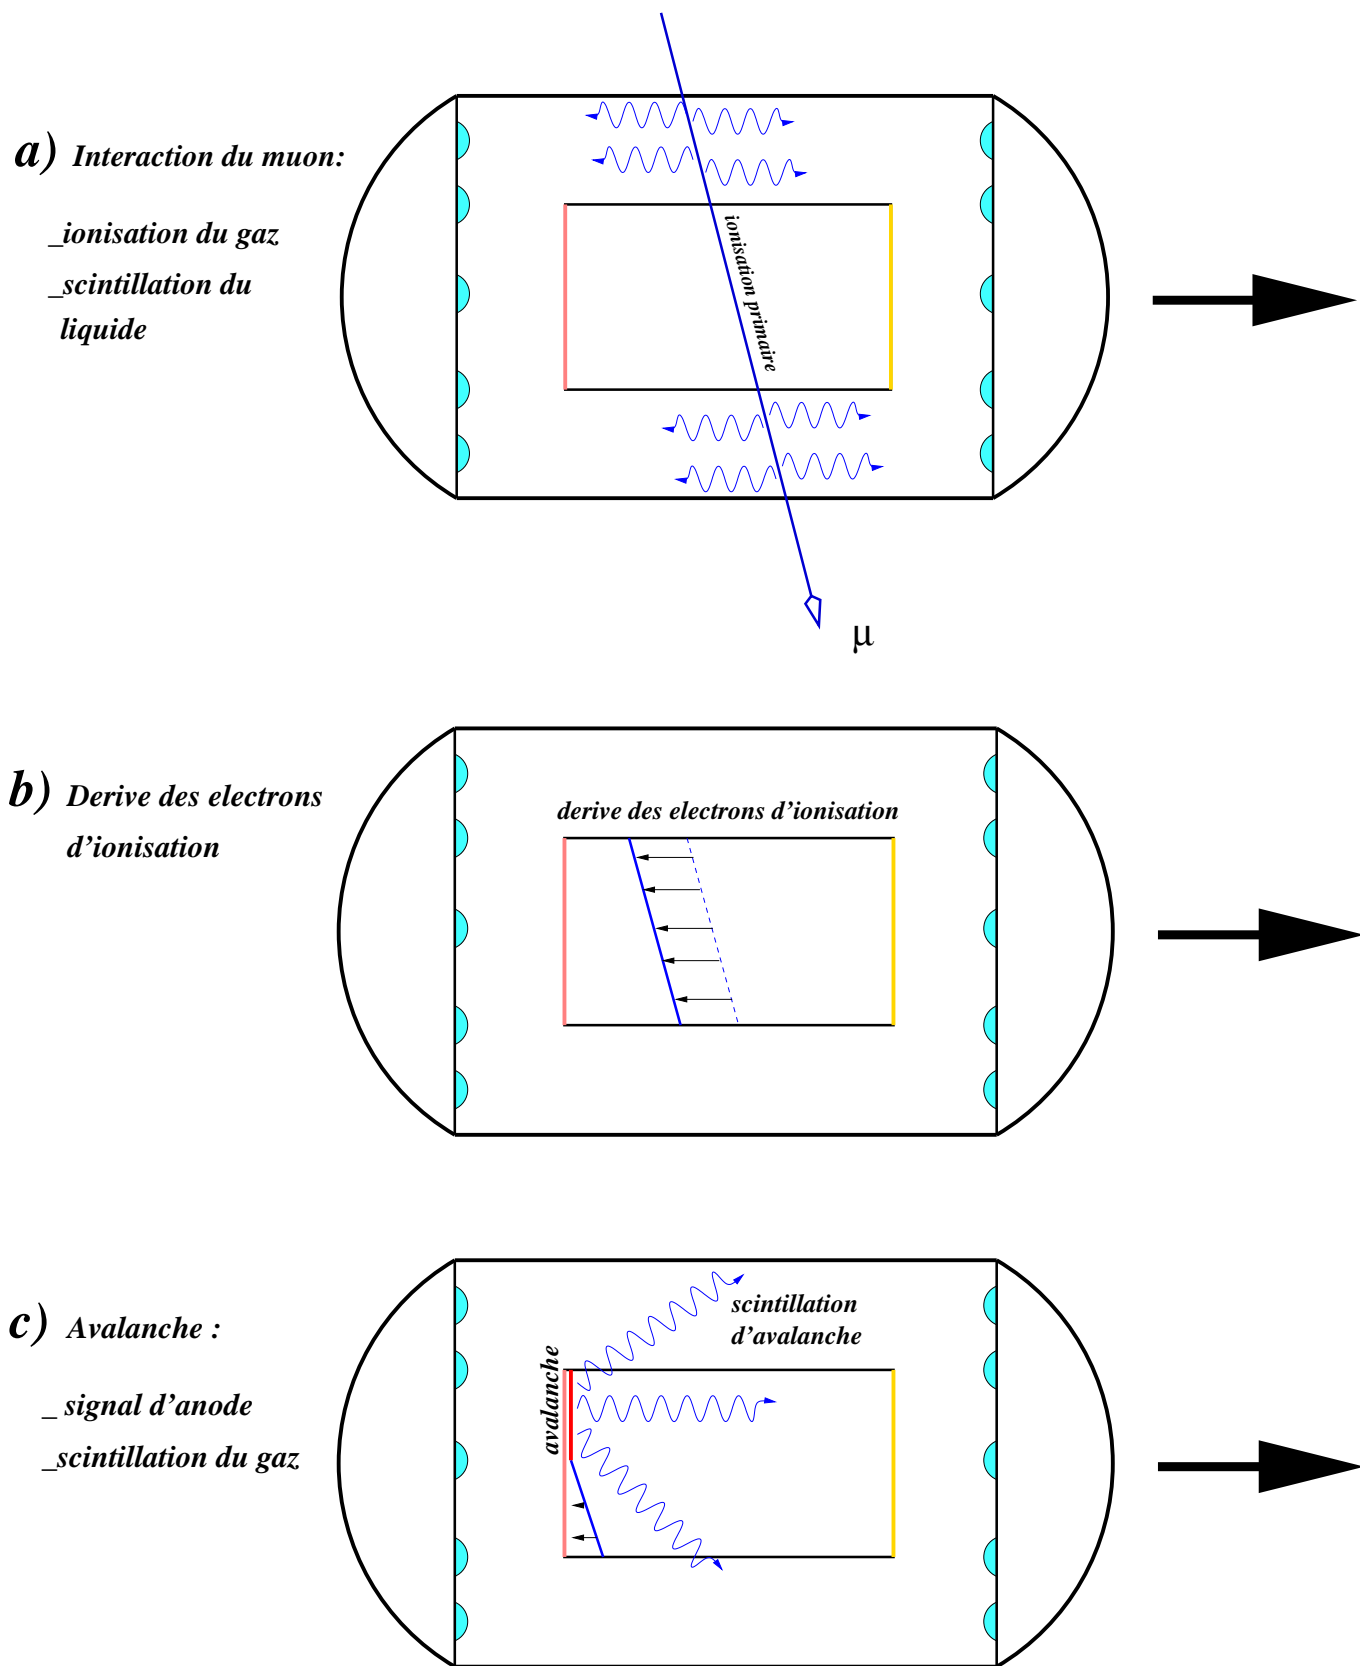 a) Interaction du muon:
_ionisation du gaz
_scintillation du
liquide
ionisation primaire
μ
b) Derive des electrons
d'ionisation
derive des electrons d'ionisation
c) Avalanche :
_ signal d'anode
_scintillation du gaz
avalanche
scintillation
d'avalanche